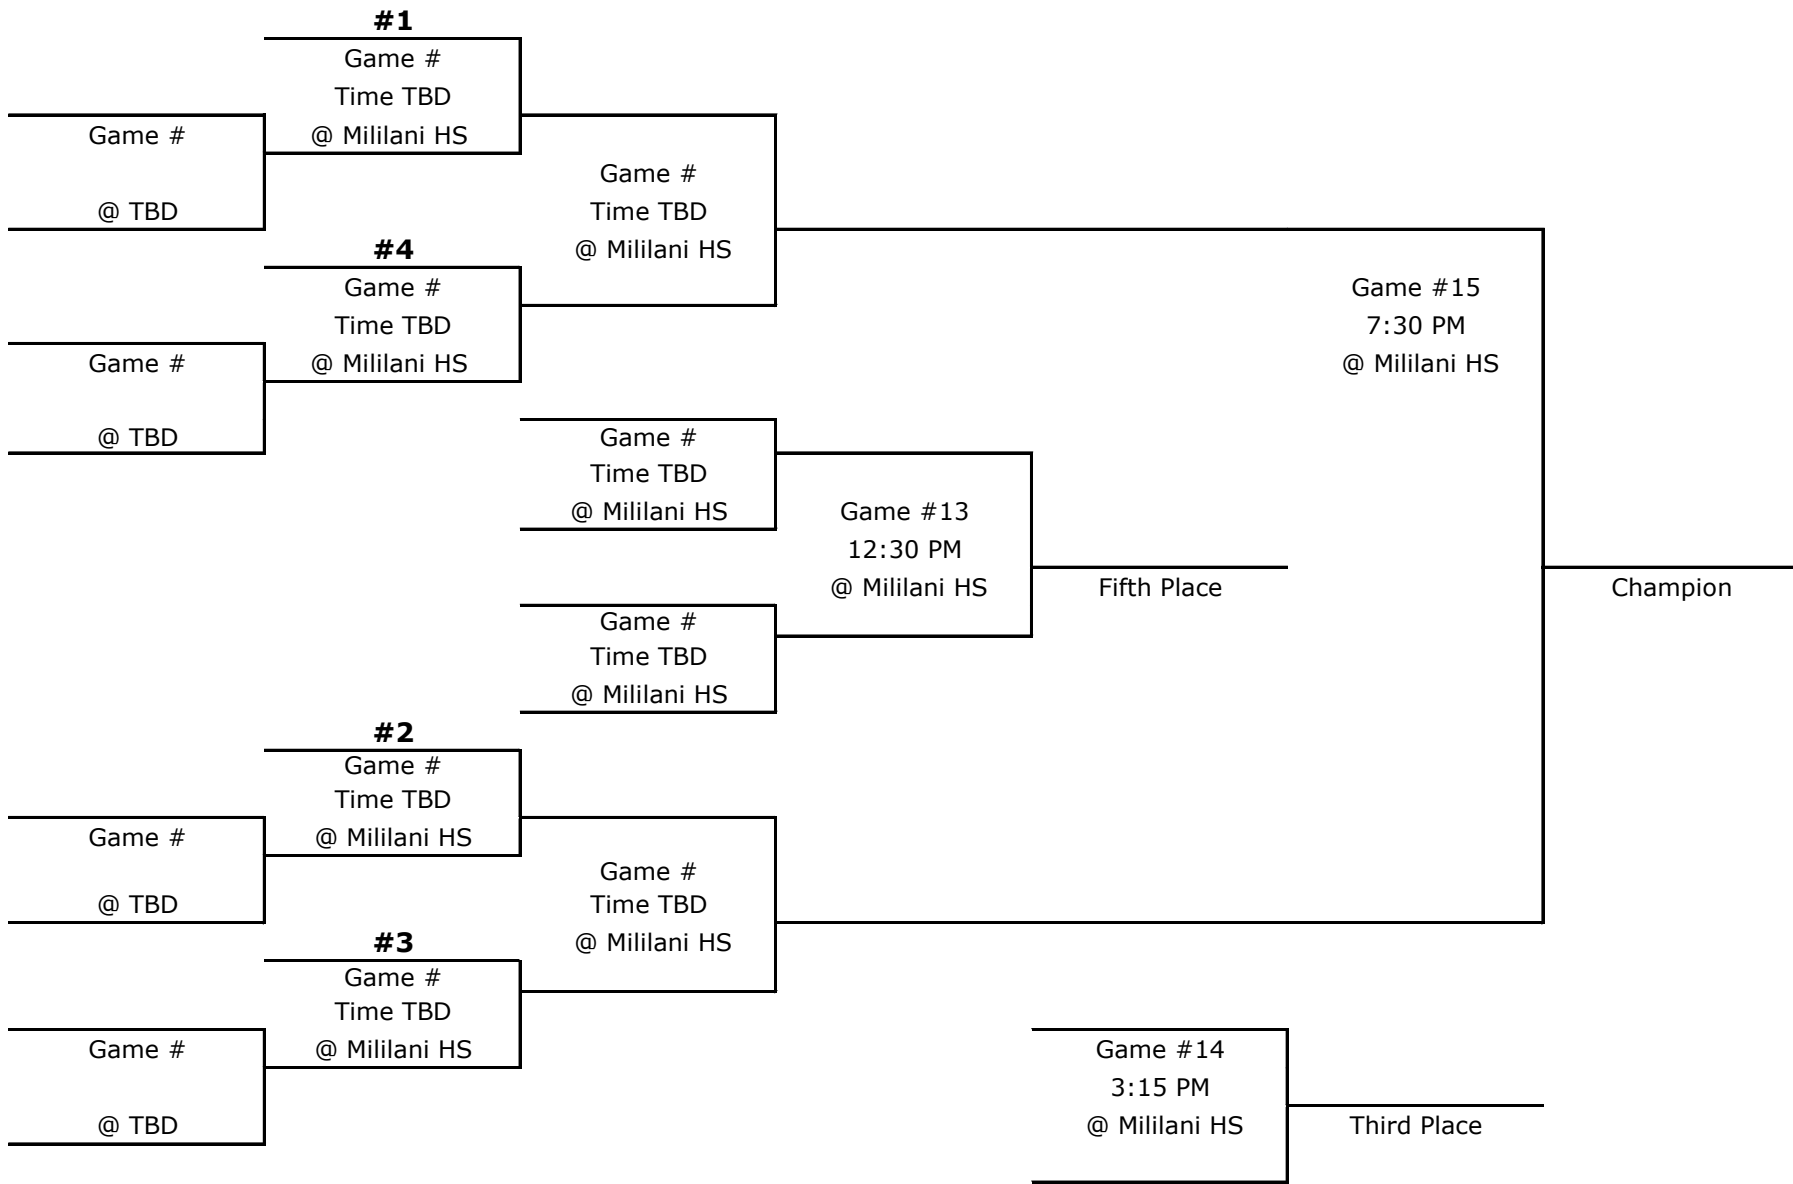 #1
Game #
Time TBD
@ Mililani HS
Game #
@ TBD
#4
Game #
Time TBD
@ Mililani HS
Game #
@ TBD
Game #
Time TBD
@ Mililani HS
Game #
Time TBD
@ Mililani HS
Game #13
12:30 PM
@ Mililani HS
Fifth Place
Game #
Time TBD
@ Mililani HS
Game #15
7:30 PM
@ Mililani HS
Champion
#2
Game #
Time TBD
@ Mililani HS
Game #
@ TBD
Game #
Time TBD
@ Mililani HS
#3
Game #
Time TBD
@ Mililani HS
Game #
@ TBD
Game #14
3:15 PM
@ Mililani HS
Third Place